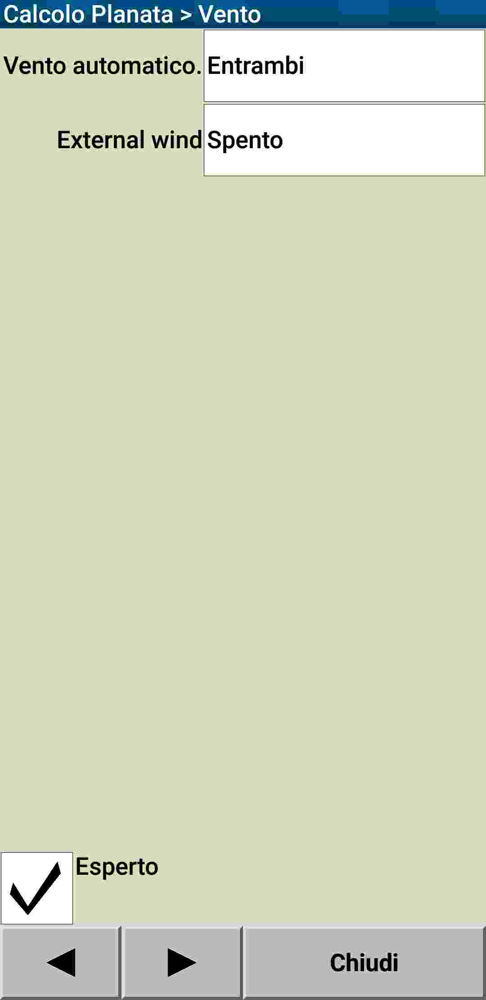 Calcolo Planata > Vento
Vento automatico. Entrambi
External wind Spento
Esperto
Chiudi